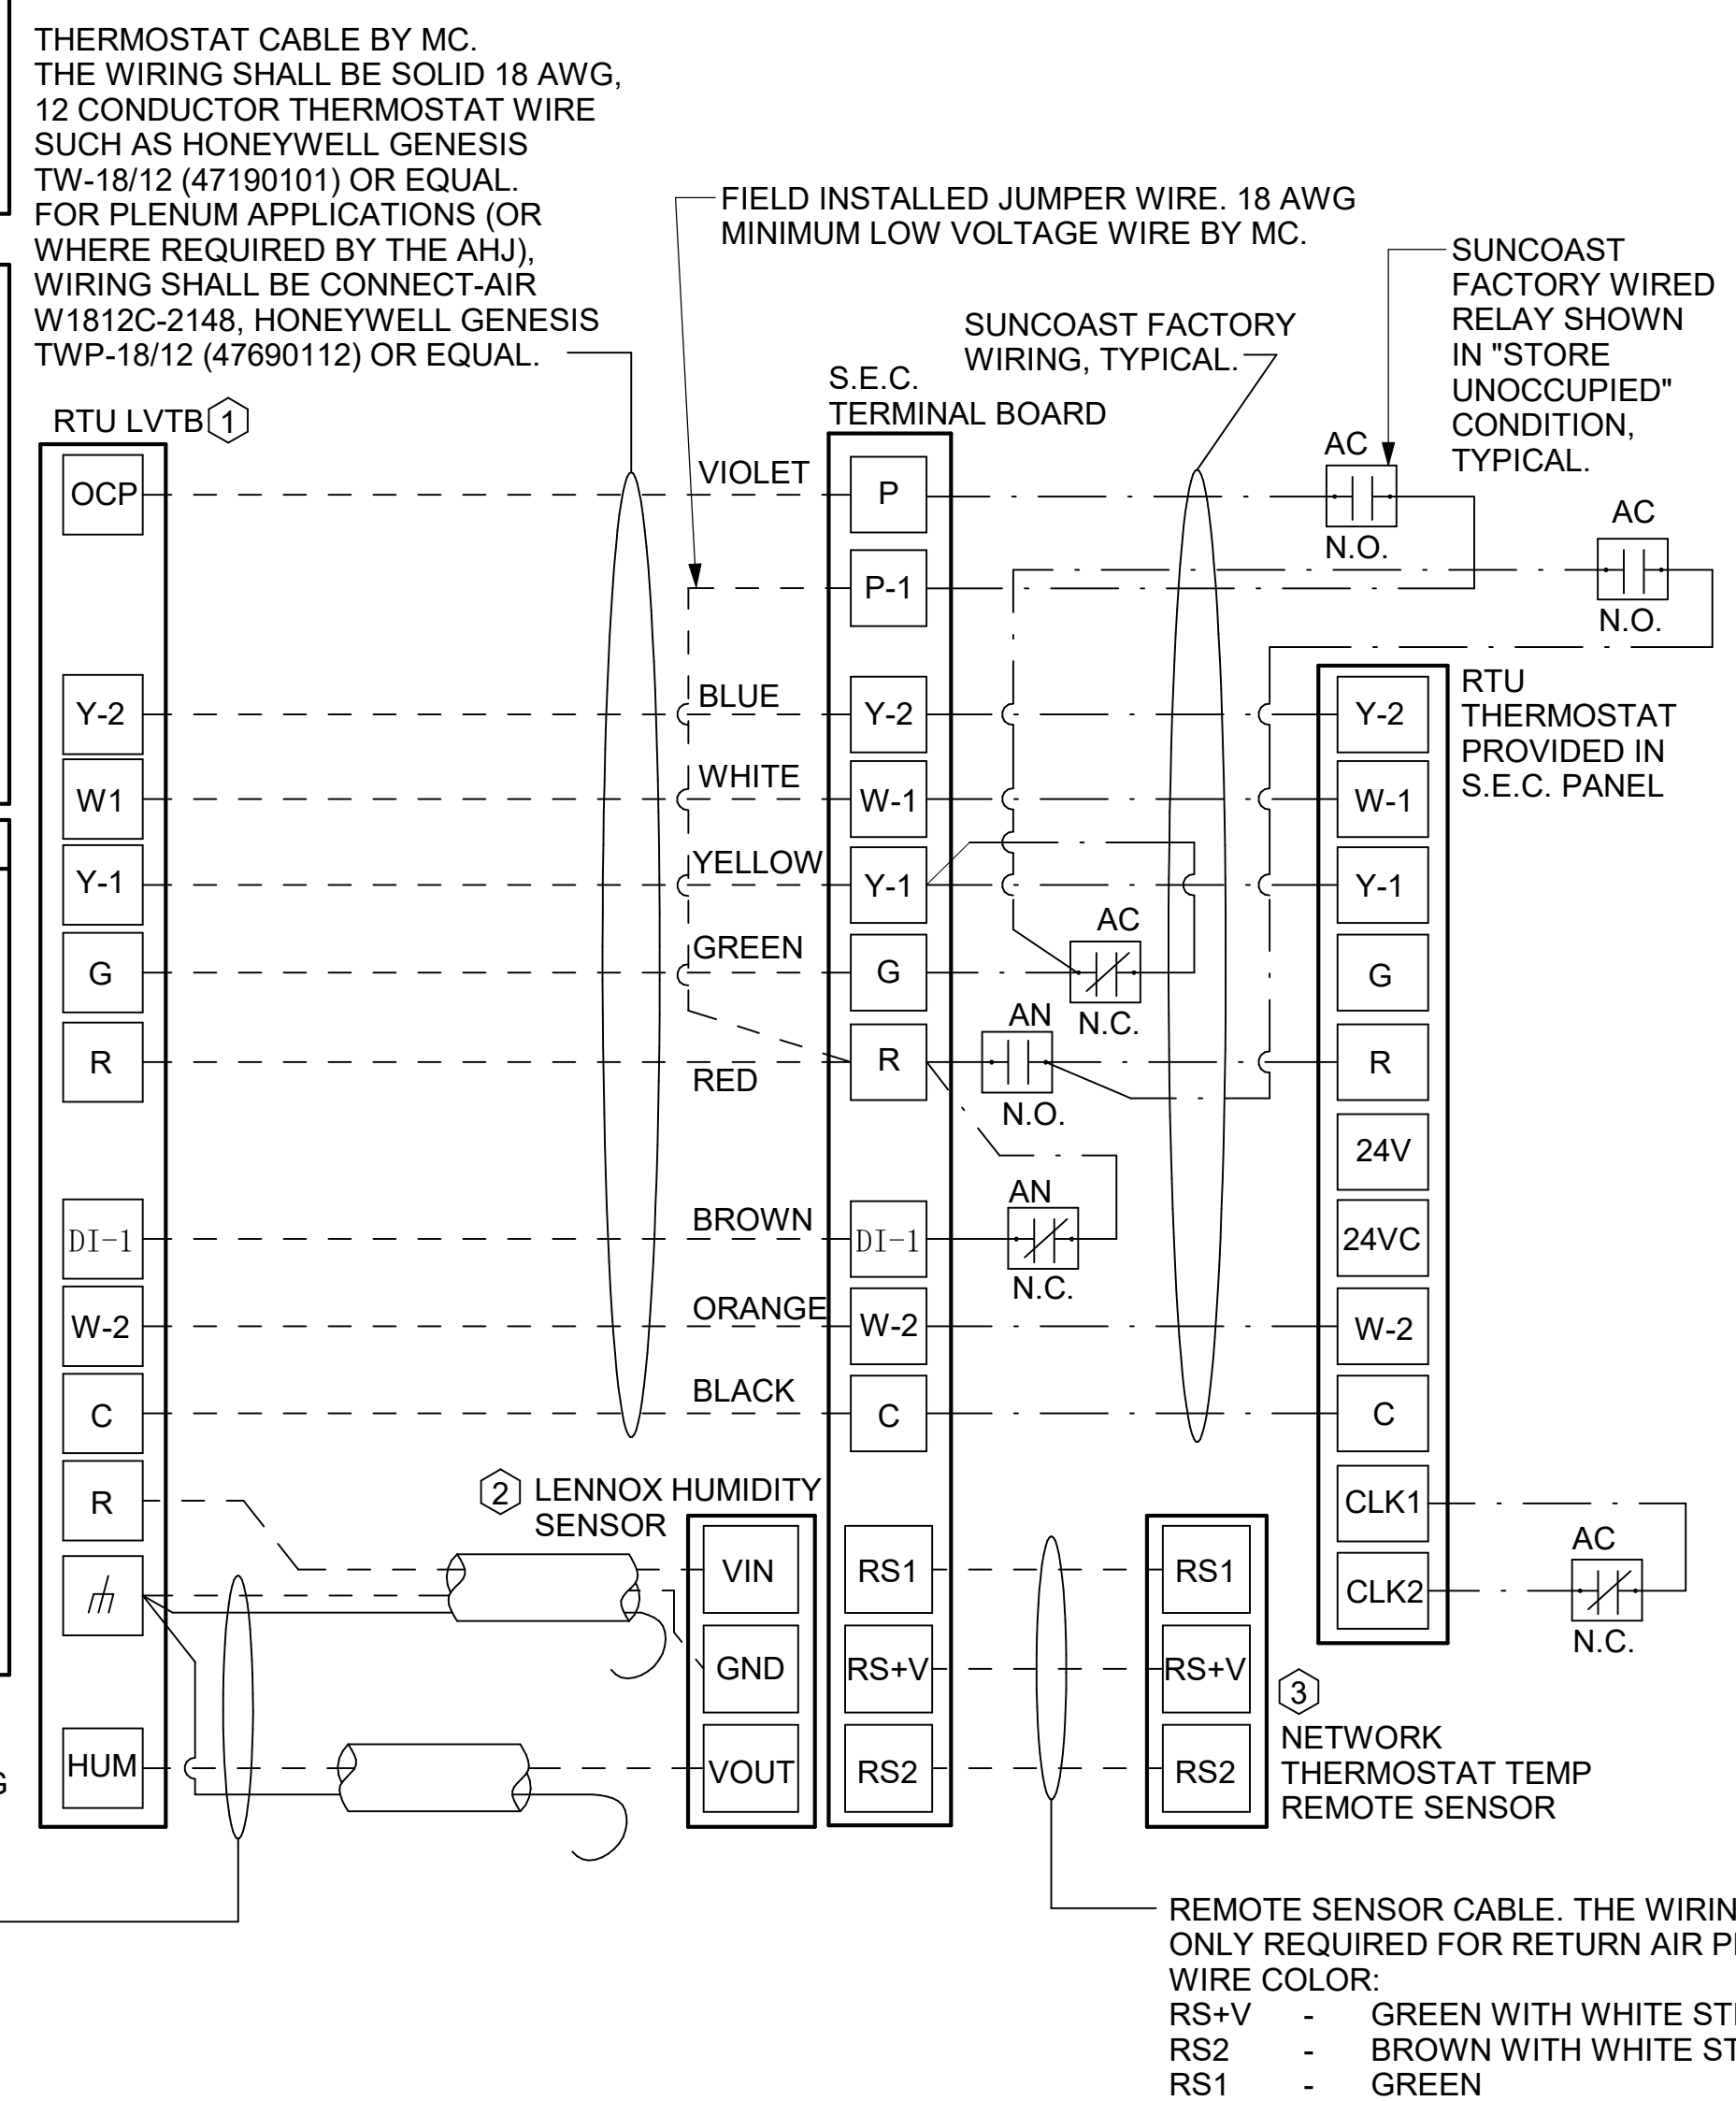 THERMOSTAT CABLE BY MC.
THE WIRING SHALL BE SOLID 18 AWG,
12 CONDUCTOR THERMOSTAT WIRE
SUCH AS HONEYWELL GENESIS
TW-18/12 (47190101) OR EQUAL.
FOR PLENUM APPLICATIONS (OR
WHERE REQUIRED BY THE AHJ),
WIRING SHALL BE CONNECT-AIR
W1812C-2148, HONEYWELL GENESIS
TWP-18/12 (47690112) OR EQUAL.
FIELD INSTALLED JUMPER WIRE. 18 AWG
MINIMUM LOW VOLTAGE WIRE BY MC.
SUNCOAST FACTORY
WIRING, TYPICAL.
SUNCOAST
FACTORY WIRED
RELAY SHOWN
IN "STORE
UNOCCUPIED"
CONDITION,
TYPICAL.
RTU LVTB 1
OCP
Y-2
W1
Y-1
G
R
DI-1
W-2
C
R
HUM
VIOLET
BLUE
WHITE
YELLOW
GREEN
RED
BROWN
ORANGE
BLACK
S.E.C.
TERMINAL BOARD
P
P-1
Y-2
W-1
Y-1
G
R
DI-1
W-2
C
RS1
RS+V
RS2
AC
N.O.
AC
N.O.
AC
N.C.
AN
N.O.
AN
N.C.
RTU
THERMOSTAT
PROVIDED IN
S.E.C. PANEL
Y-2
W-1
Y-1
G
R
24V
24VC
W-2
C
CLK1
CLK2
AC
N.C.
2 LENNOX HUMIDITY
SENSOR
VIN
GND
VOUT
RS1
RS+V
RS2
3
NETWORK
THERMOSTAT TEMP
REMOTE SENSOR
G
REMOTE SENSOR CABLE. THE WIRIN
ONLY REQUIRED FOR RETURN AIR
WIRE COLOR:
RS+V - GREEN WITH WHITE
RS2 - BROWN WITH WHITE
RS1 - GREEN